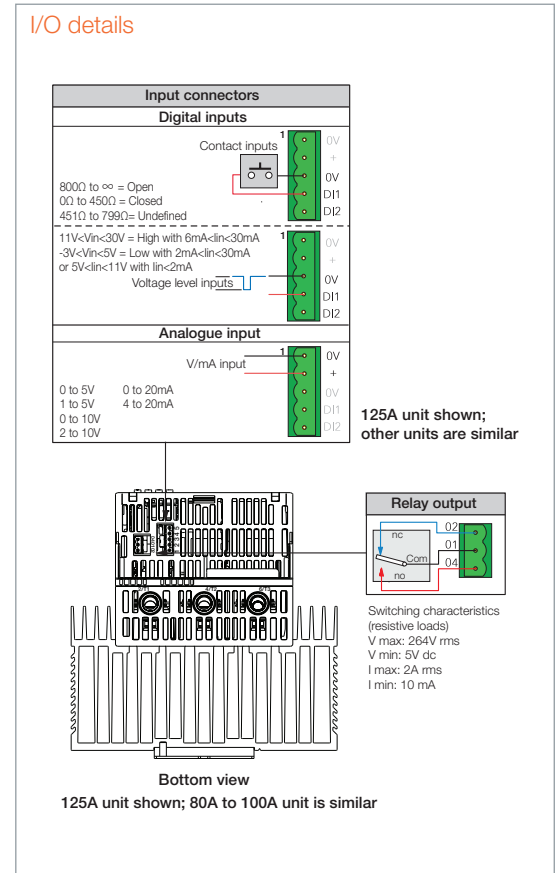 I/O details
Input connectors
Digital inputs
Contact inputs
1
0V
+
0V
DI1
DI2
800Ω to ∞ = Open
0Ω to 450Ω = Closed
451Ω to 799Ω= Undefined
11V<Vin<30V = High with 6mA<Iin<30mA
-3V<Vin<5V = Low with 2mA<Iin<30mA
or 5V<Iin<11V with Iin<2mA
Voltage level inputs
1
0V
+
0V
DI1
DI2
Analogue input
V/mA input
1
0V
+
0V
DI1
DI2
0 to 5V 0 to 20mA
1 to 5V 4 to 20mA
0 to 10V
2 to 10V
125A unit shown;
other units are similar
Relay output
nc
Com
no
02
01
04
Switching characteristics
(resistive loads)
V max: 264V rms
V min: 5V dc
I max: 2A rms
I min: 10 mA
2/T1
4/T2
6/T3
Bottom view
125A unit shown; 80A to 100A unit is similar